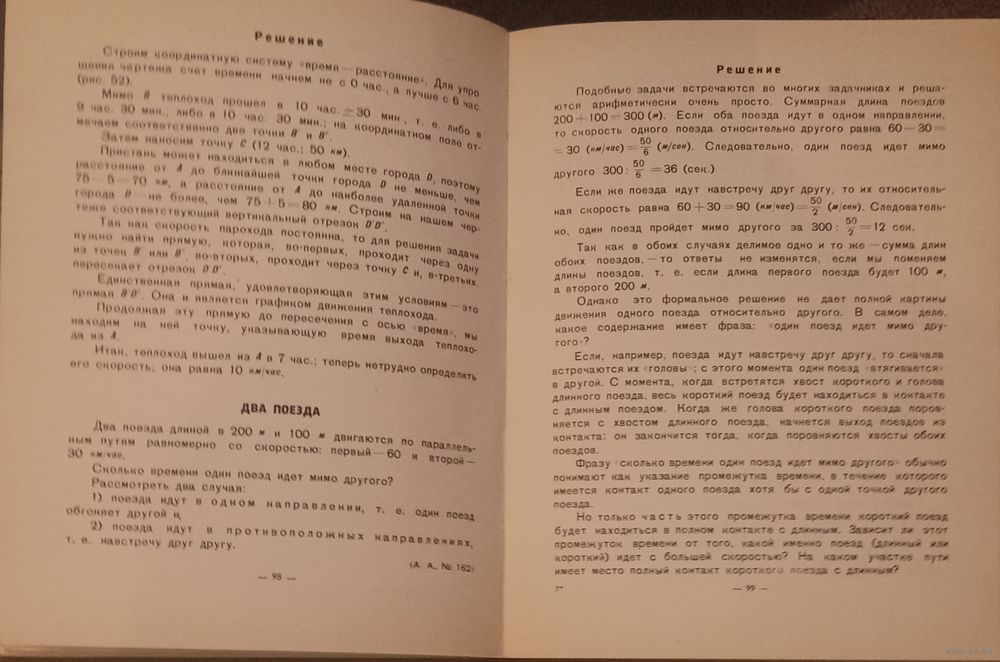 Решение
Строим координатную систему «время — расстояние». Для упро
щения чертежа счет времени начнем не с 0 час., а лучше с 6 час.
(рис. 52).
Мимо B теплоход прошел в 10 час. ± 30 мин., т. е. либо в
9 час. 30 мин., либо в 10 час. 30 мин.; на координатном поле от-
мечаем соответственно две точки B и B'.
Затем наносим точку C (12 час.; 50 км).
Пристань может находиться в любом месте города D, поэтому
расстояние от A до ближайшей точки города D не меньше, чем
75 — 5 = 70 км, а расстояние от A до наиболее удаленной точки
города D не более, чем 75 + 5 = 80 км. Строим на нашем чер-
теже соответствующий вертикальный отрезок D'D'.
Так как скорость парохода постоянна, то для решения задачи
нужно найти прямую, которая, во-первых, проходит через одну
из точек B или B', во-вторых, проходит через точку C и, в-третьих,
пересекает отрезок D'D'.
Единственная прямая, удовлетворяющая этим условиям — это
прямая B'D'. Она и является графиком движения теплохода.
Продолжая эту прямую до пересечения с осью «время», мы
находим на ней точку, указывающую время выхода теплохо-
да из A.
Итак, теплоход вышел из A в 7 час.; теперь нетрудно определить
его скорость; она равна 10 км/час.
ДВА ПОЕЗДА
Два поезда длиной в 200 м и 100 м двигаются по параллель-
ным путям равномерно со скоростью: первый — 60 и второй —
30 км/час.
Сколько времени один поезд идет мимо другого?
Рассмотреть два случая:
1) поезда идут в одном направлении, т. е. один поезд
обгоняет другой и,
2) поезда идут в противоположных направлениях,
т. е. навстречу друг другу.
(А. А., № 162)
— 98 —
Решение
Подобные задачи встречаются во многих задачниках и реша-
ются арифметически очень просто. Суммарная длина поездов
200 + 100 = 300 (м). Если оба поезда идут в одном направлении,
то скорость одного поезда относительно другого равна 60 — 30 =
= 30 (км/час) = 50/6 (м/сек). Следовательно, один поезд идет мимо
другого 300 : 50/6 = 36 (сек.)
Если же поезда идут навстречу друг другу, то их относитель-
ная скорость равна 60 + 30 = 90 (км/час) = 50/2 (м/сек). Следователь-
но, один поезд пройдет мимо другого за 300 : 50/2 = 12 сек.
Так как в обоих случаях делимое одно и то же — сумма длин
обоих поездов, — то ответы не изменятся, если мы поменяем
длины поездов, т. е. если длина первого поезда будет 100 м,
а второго 200 м.
Однако это формальное решение не дает полной картины
движения одного поезда относительно другого. В самом деле,
какое содержание имеет фраза: «один поезд идет мимо дру-
гого»?
Если, например, поезда идут навстречу друг другу, то сначала
встречаются их «головы»; с этого момента один поезд «втягивается»
в другой. С момента, когда встретятся хвост короткого и голова
длинного поезда, весь короткий поезд будет находиться в контакте
с длинным поездом. Когда же голова короткого поезда поров-
няется с хвостом длинного поезда, начнется выход поездов из
контакта: он закончится тогда, когда поровняются хвосты обоих
поездов.
Фразу «сколько времени один поезд идет мимо другого» обычно
понимают как указание промежутка времени, в течение которого
имеется контакт одного поезда хотя бы с одной точкой другого
поезда.
Но только часть этого промежутка времени короткий поезд
будет находиться в полном контакте с длинным. Зависит ли этот
промежуток времени от того, какой именно поезд (длинный или
короткий) идет с большей скоростью? На каком участке пути
имеет место полный контакт короткого поезда с длинным?
7*
— 99 —
www.ay.by